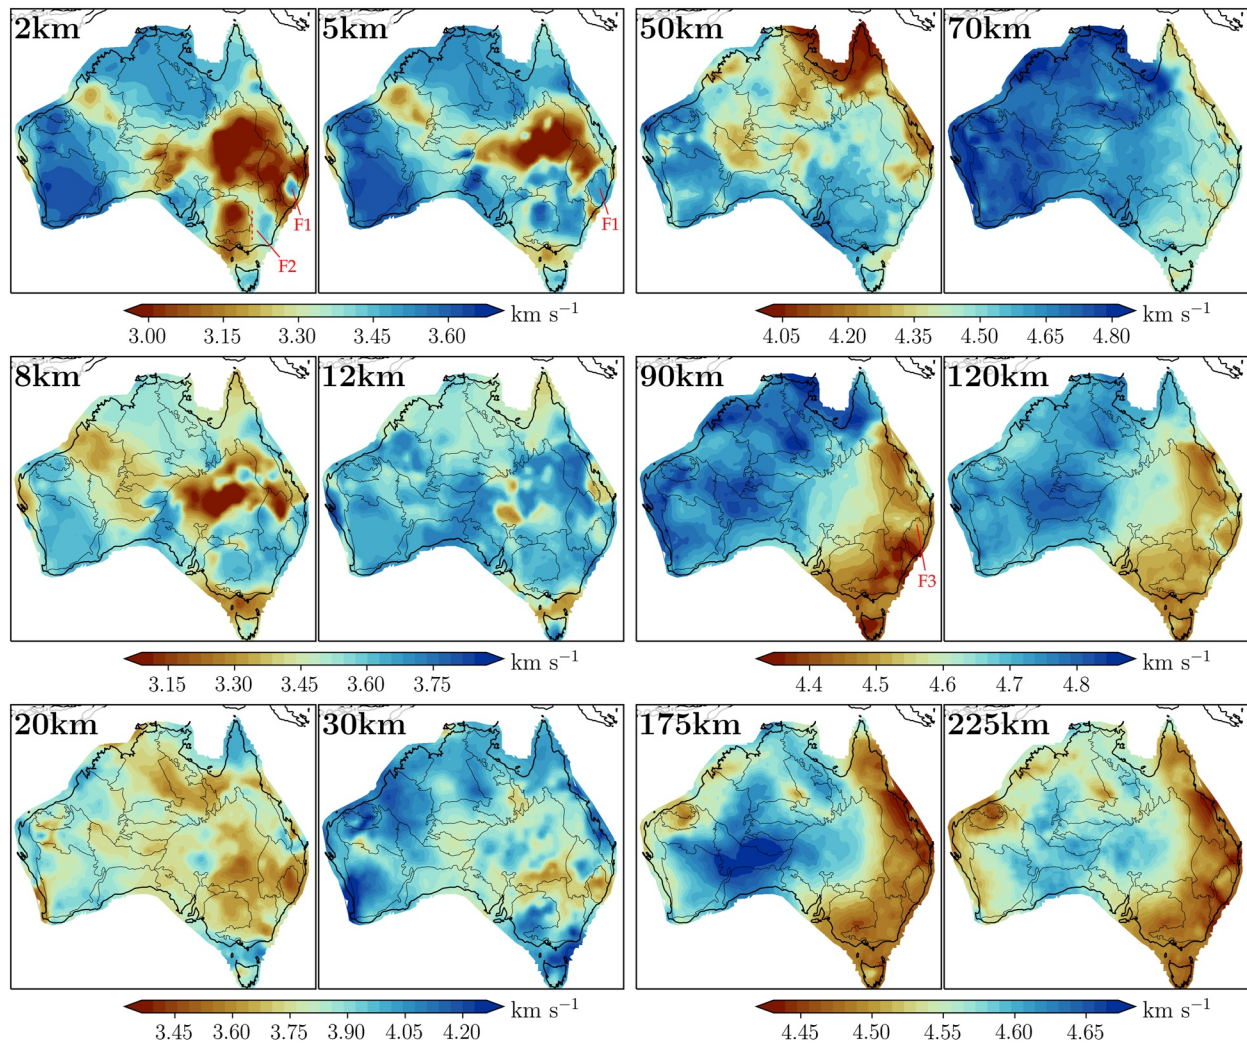 2km 5km 50km 70km
F1 F1
F2
3.00 3.15 3.30 3.45 3.60 km s⁻¹ 4.05 4.20 4.35 4.50 4.65 4.80 km s⁻¹
8km 12km 90km 120km
F3
3.15 3.30 3.45 3.60 3.75 km s⁻¹ 4.4 4.5 4.6 4.7 4.8 km s⁻¹
20km 30km 175km 225km
3.45 3.60 3.75 3.90 4.05 4.20 km s⁻¹ 4.45 4.50 4.55 4.60 4.65 km s⁻¹